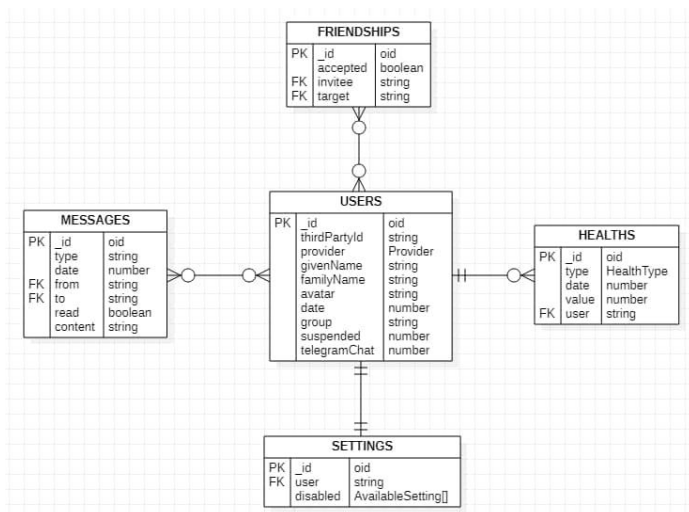 FRIENDSHIPS
PK _id oid
accepted boolean
FK invitee string
FK target string
USERS
PK _id oid
thirdPartyId string
provider Provider
givenName string
familyName string
avatar string
date number
group string
suspended number
telegramChat number
MESSAGES
PK _id oid
type string
date number
FK from string
FK to string
read boolean
content string
HEALTHS
PK _id oid
type HealthType
date number
value number
FK user string
SETTINGS
PK _id oid
FK user string
disabled AvailableSetting[]